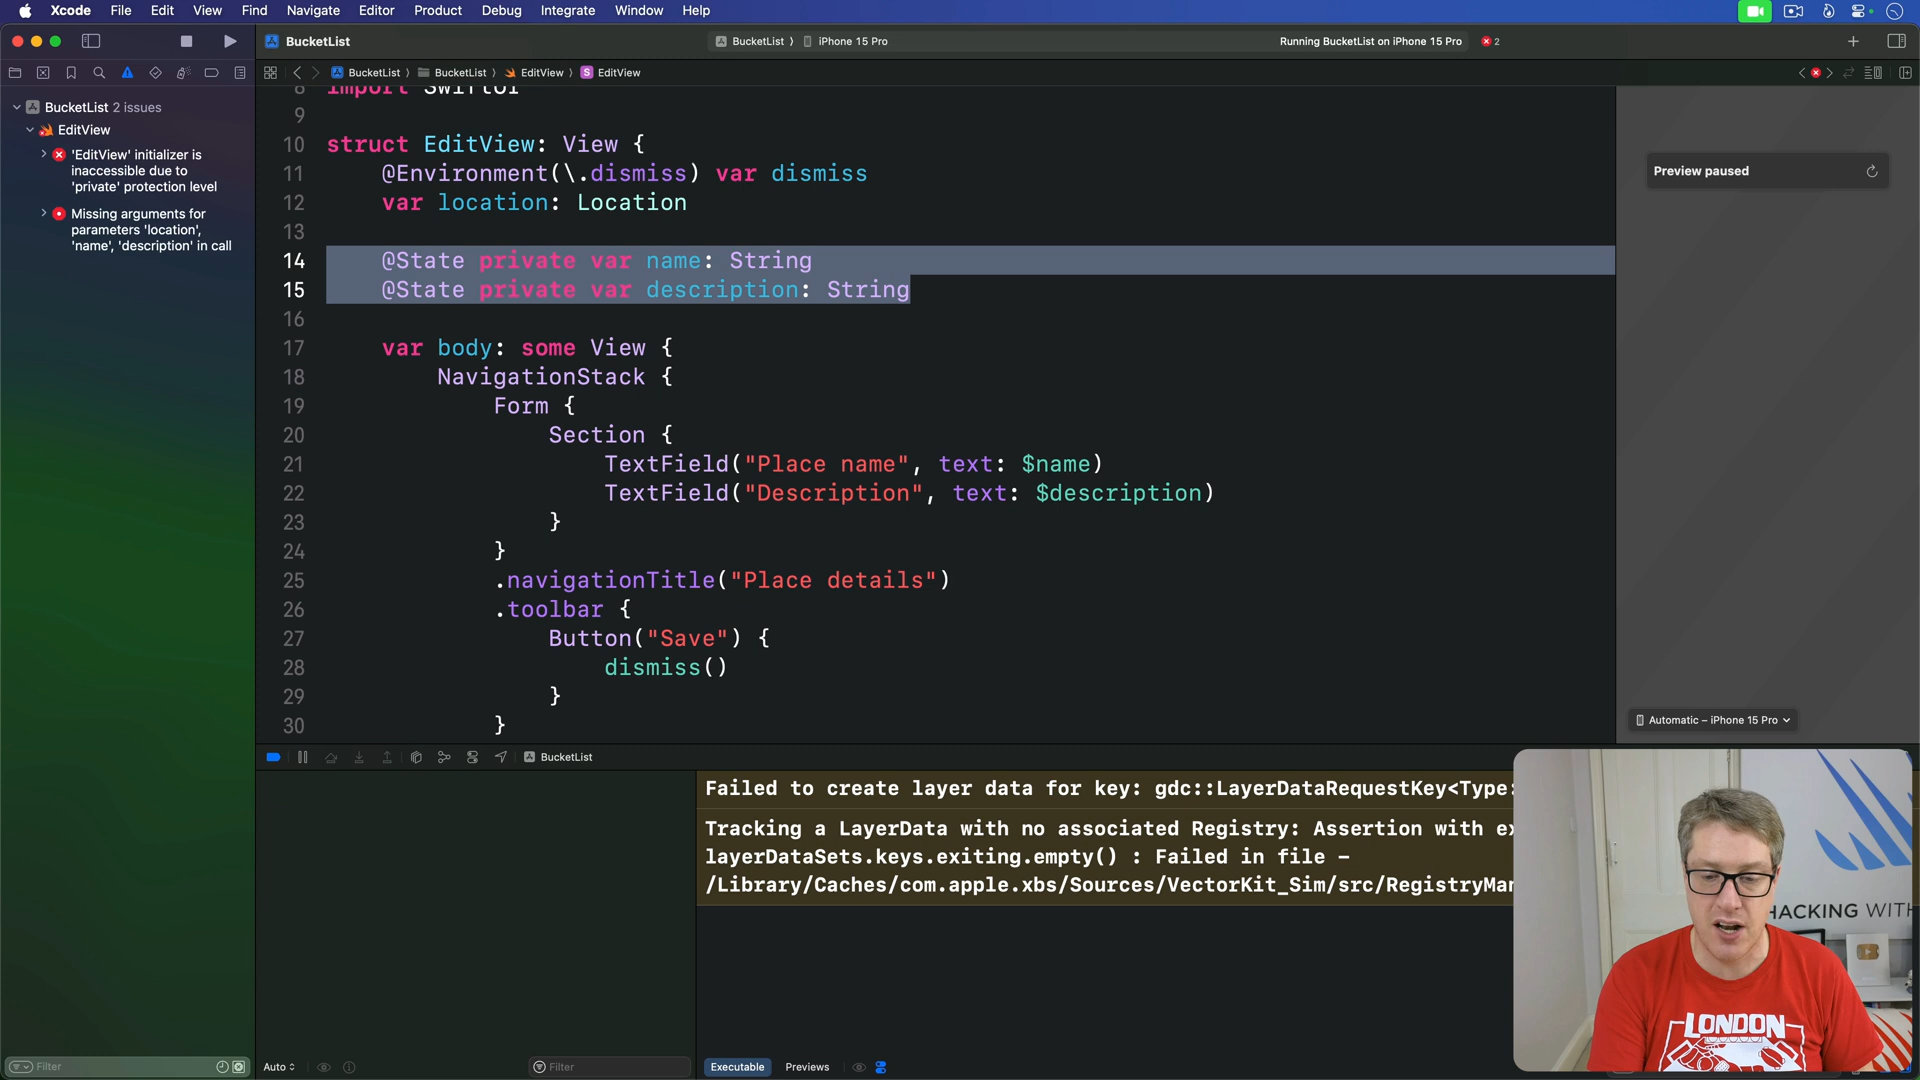 Xcode File Edit View Find Navigate Editor Product Debug Integrate Window Help
BucketList
BucketList iPhone 15 Pro
Running BucketList on iPhone 15 Pro 2
BucketList BucketList EditView S EditView
BucketList 2 issues
EditView
'EditView' initializer is
inaccessible due to
'private' protection level
Missing arguments for
parameters 'location',
'name', 'description' in call
8 import SwiftUI
9
10 struct EditView: View {
11 @Environment(\.dismiss) var dismiss
12 var location: Location
13
14 @State private var name: String
15 @State private var description: String
16
17 var body: some View {
18 NavigationStack {
19 Form {
20 Section {
21 TextField("Place name", text: $name)
22 TextField("Description", text: $description)
23 }
24 }
25 .navigationTitle("Place details")
26 .toolbar {
27 Button("Save") {
28 dismiss()
29 }
30 }
Preview paused
Automatic – iPhone 15 Pro
BucketList
Failed to create layer data for key: gdc::LayerDataRequestKey<Type:
Tracking a LayerData with no associated Registry: Assertion with ex
layerDataSets.keys.exiting.empty() : Failed in file -
/Library/Caches/com.apple.xbs/Sources/VectorKit_Sim/src/RegistryMan
HACKING WITH
LONDON
Filter
Auto
Filter
Executable Previews